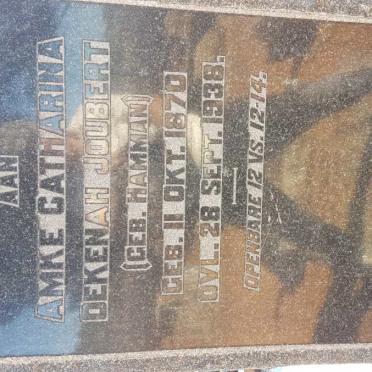 AAN
AMKE CATHARINA
DEKENAH JOUBERT
(GEB. HAMMAN)
GEB. 11 OKT. 1870
OVL. 28 SEPT. 1938.
OPENBARE 12 VS. 12-14.